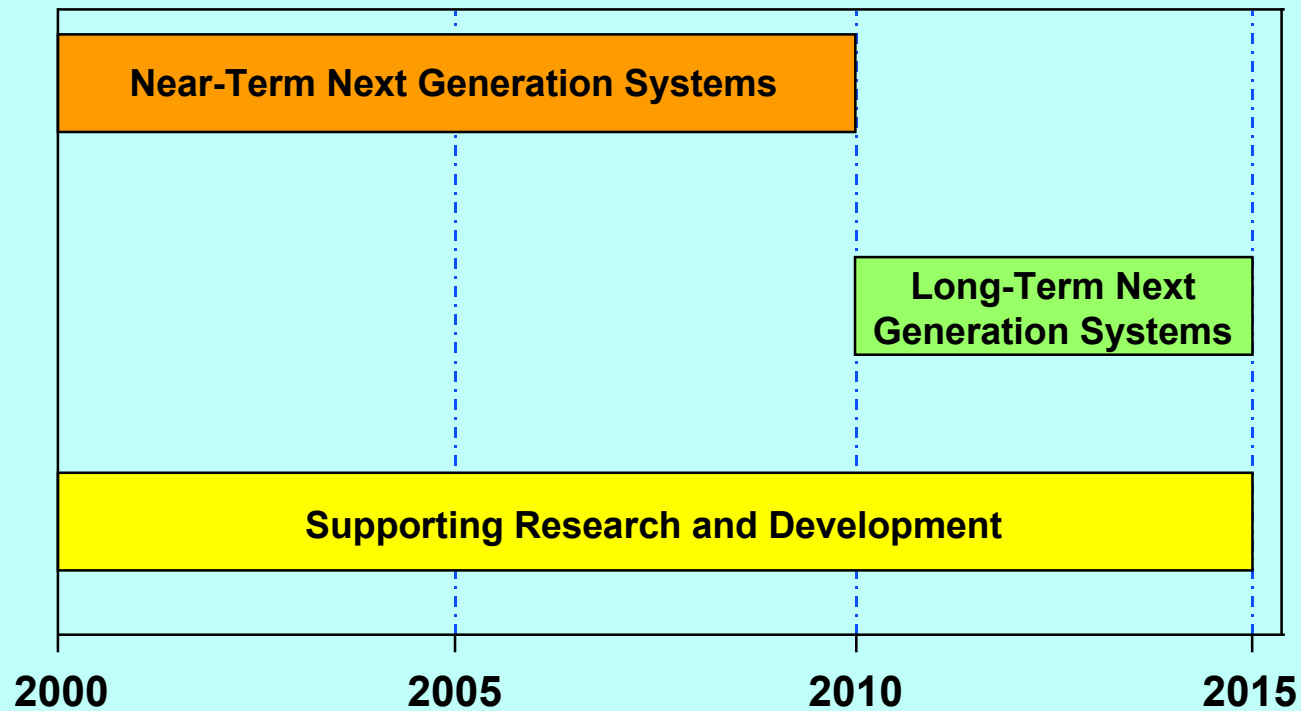 Near-Term Next Generation Systems
Long-Term Next
Generation Systems
Supporting Research and Development
2000 2005 2010 2015